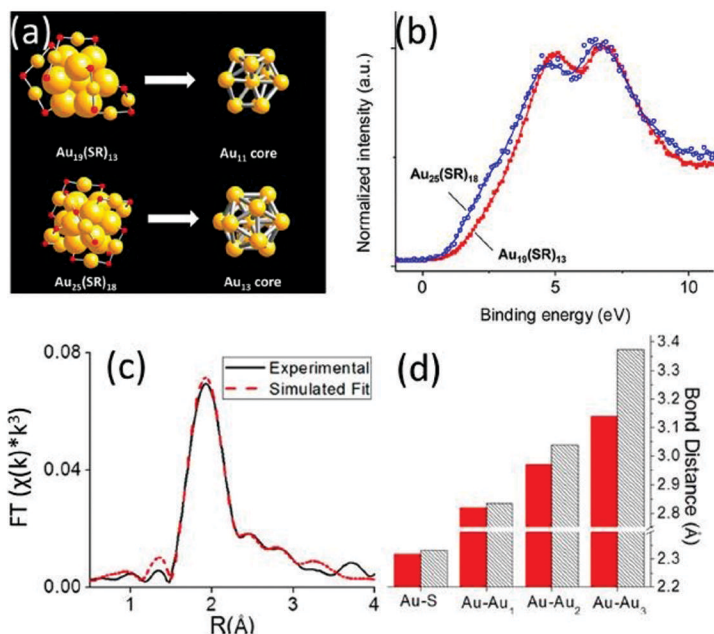 (a)
Au19(SR)13
Au11 core
Au25(SR)18
Au13 core
(b)
Normalized intensity (a.u.)
Au25(SR)18
Au19(SR)13
0
5
10
Binding energy (eV)
(c)
Experimental
Simulated Fit
FT (χ(k)*k³)
0.08
0.04
0.00
1
2
3
4
R(Å)
(d)
3.4
3.3
3.2
3.1
3.0
2.9
2.8
2.3
2.2
Bond Distance (Å)
Au-S
Au-Au1
Au-Au2
Au-Au3